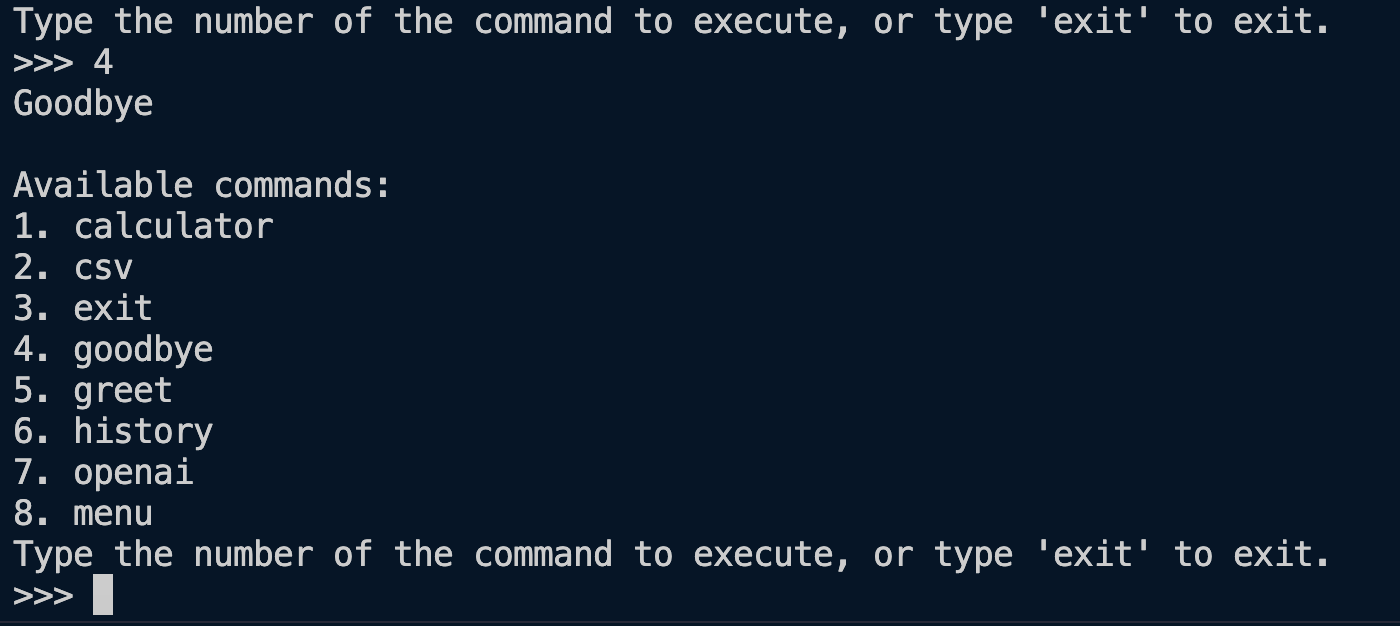 Type the number of the command to execute, or type 'exit' to exit.
>>> 4
Goodbye
Available commands:
1. calculator
2. csv
3. exit
4. goodbye
5. greet
6. history
7. openai
8. menu
Type the number of the command to execute, or type 'exit' to exit.
>>>